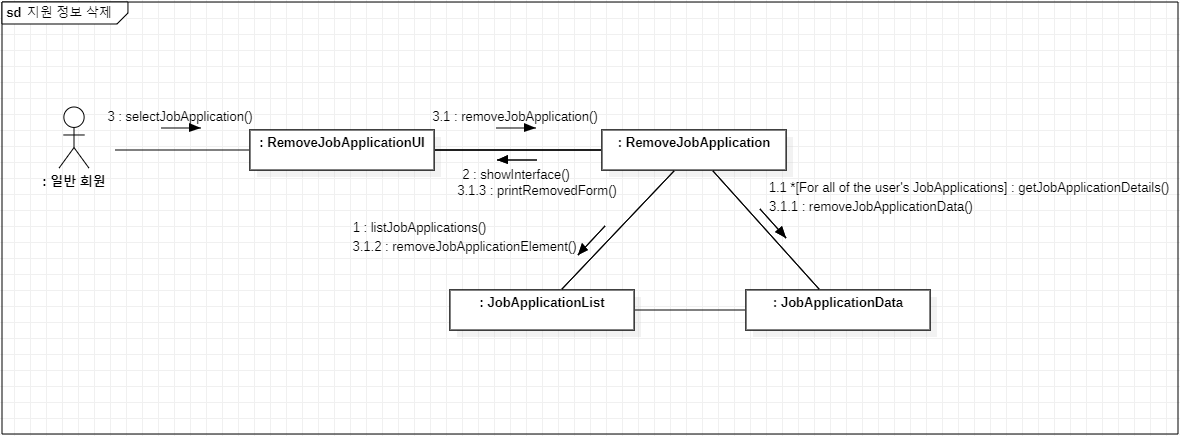 sd 지원 정보 삭제
3 : selectJobApplication()
3.1 : removeJobApplication()
: RemoveJobApplicationUI
: RemoveJobApplication
: 일반 회원
2 : showInterface()
3.1.3 : printRemovedForm()
1.1 *[For all of the user's JobApplications] : getJobApplicationDetails()
3.1.1 : removeJobApplicationData()
1 : listJobApplications()
3.1.2 : removeJobApplicationElement()
: JobApplicationList
: JobApplicationData